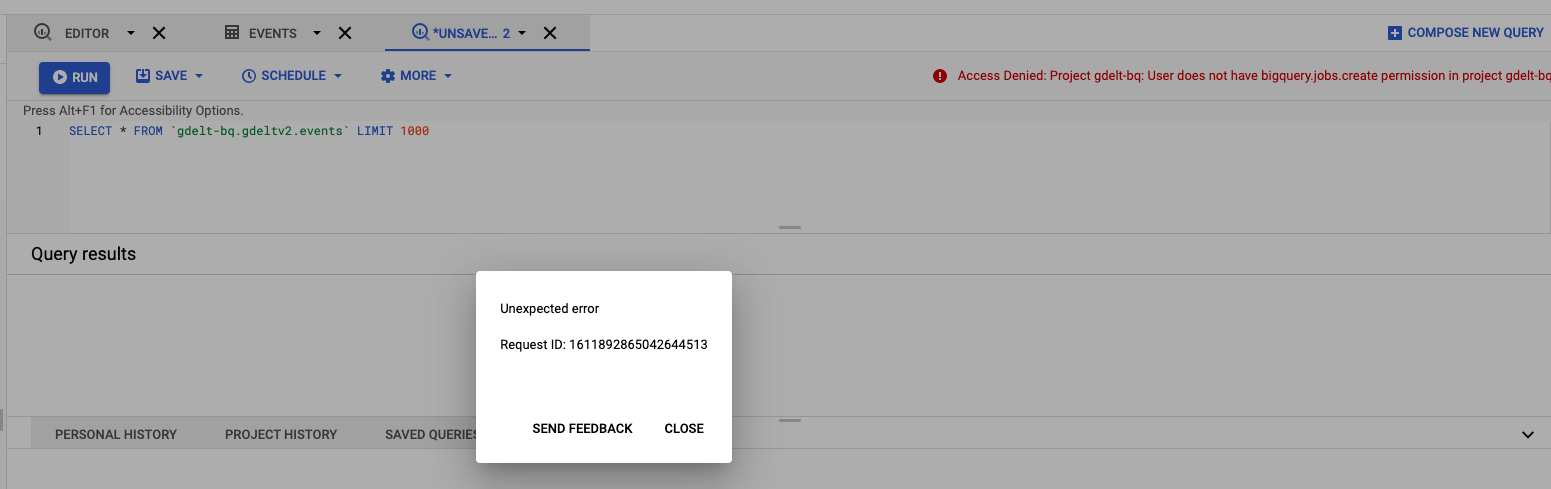 EDITOR
EVENTS
*UNSAVE... 2
COMPOSE NEW QUERY
RUN
SAVE
SCHEDULE
MORE
Access Denied: Project gdelt-bq: User does not have bigquery.jobs.create permission in project gdelt-bq
Press Alt+F1 for Accessibility Options.
1 SELECT * FROM `gdelt-bq.gdeltv2.events` LIMIT 1000
Query results
Unexpected error
Request ID: 1611892865042644513
SEND FEEDBACK
CLOSE
PERSONAL HISTORY
PROJECT HISTORY
SAVED QUERIES